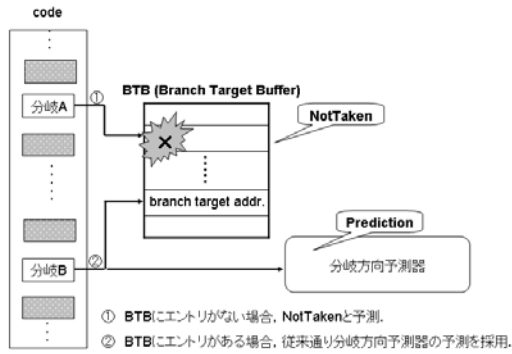 code
分岐A
①
BTB (Branch Target Buffer)
NotTaken
×
branch target addr.
Prediction
分岐B
②
分岐方向予測器
① BTBにエントリがない場合, NotTakenと予測.
② BTBにエントリがある場合, 従来通り分岐方向予測器の予測を採用.